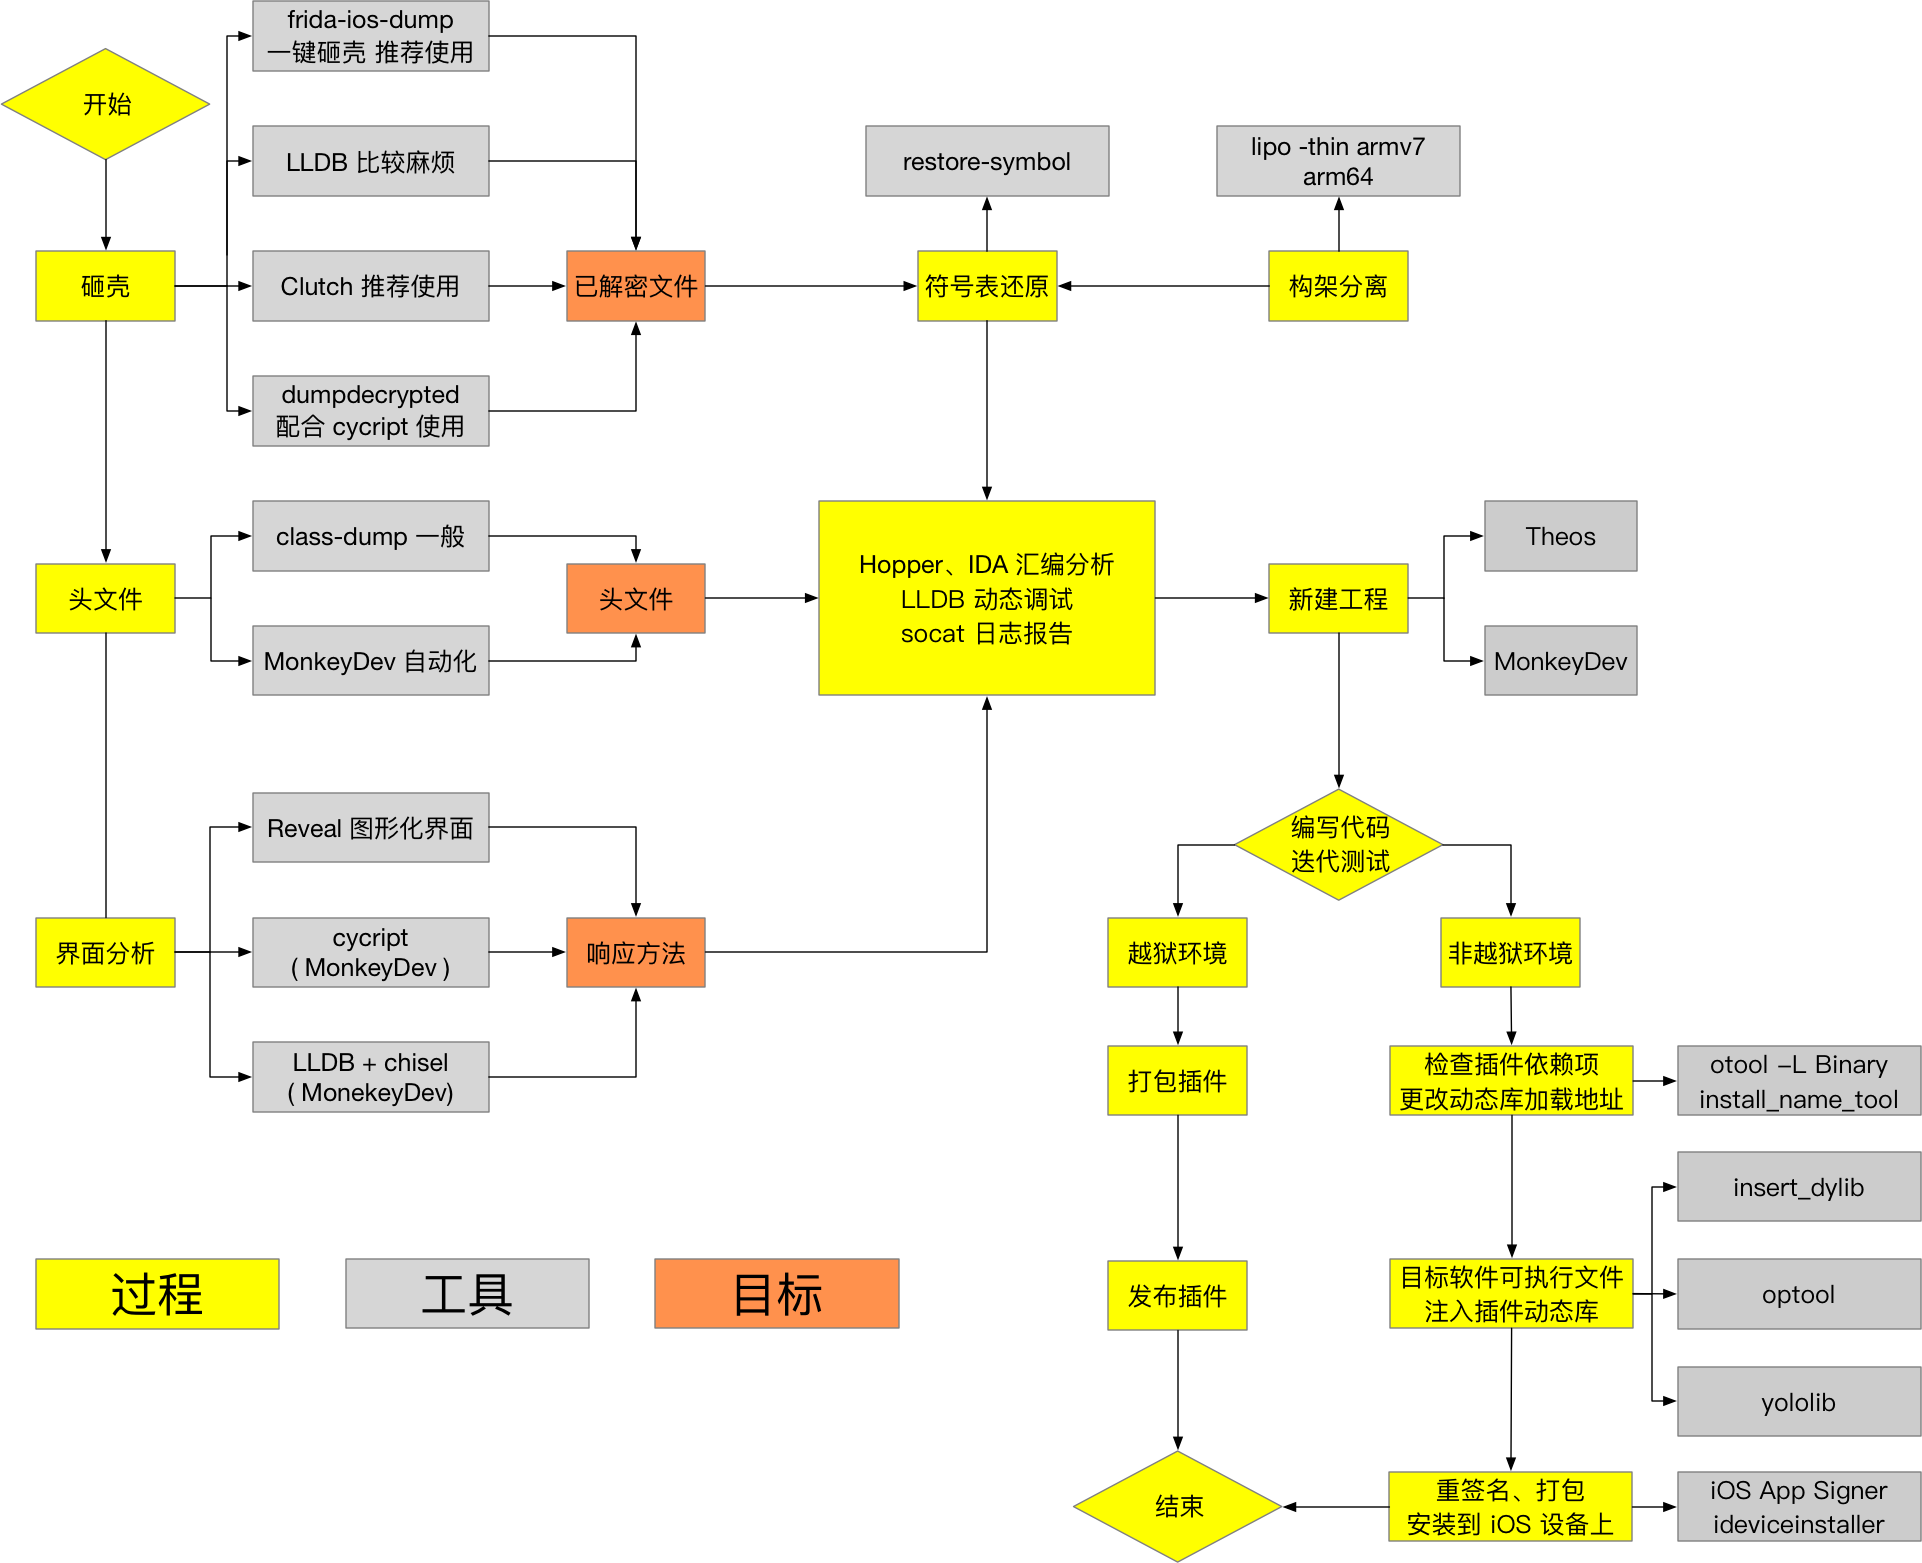 开始
frida-ios-dump
一键砸壳 推荐使用
LLDB 比较麻烦
restore-symbol
lipo -thin armv7
arm64
砸壳
Clutch 推荐使用
已解密文件
符号表还原
构架分离
dumpdecrypted
配合 cycript 使用
头文件
class-dump 一般
MonkeyDev 自动化
头文件
Hopper、IDA 汇编分析
LLDB 动态调试
socat 日志报告
新建工程
Theos
MonkeyDev
界面分析
Reveal 图形化界面
cycript
( MonkeyDev )
LLDB + chisel
( MonekeyDev)
响应方法
编写代码
迭代测试
越狱环境
非越狱环境
打包插件
检查插件依赖项
更改动态库加载地址
otool –L Binary
install_name_tool
insert_dylib
发布插件
目标软件可执行文件
注入插件动态库
optool
yololib
结束
重签名、打包
安装到 iOS 设备上
iOS App Signer
ideviceinstaller
过程
工具
目标